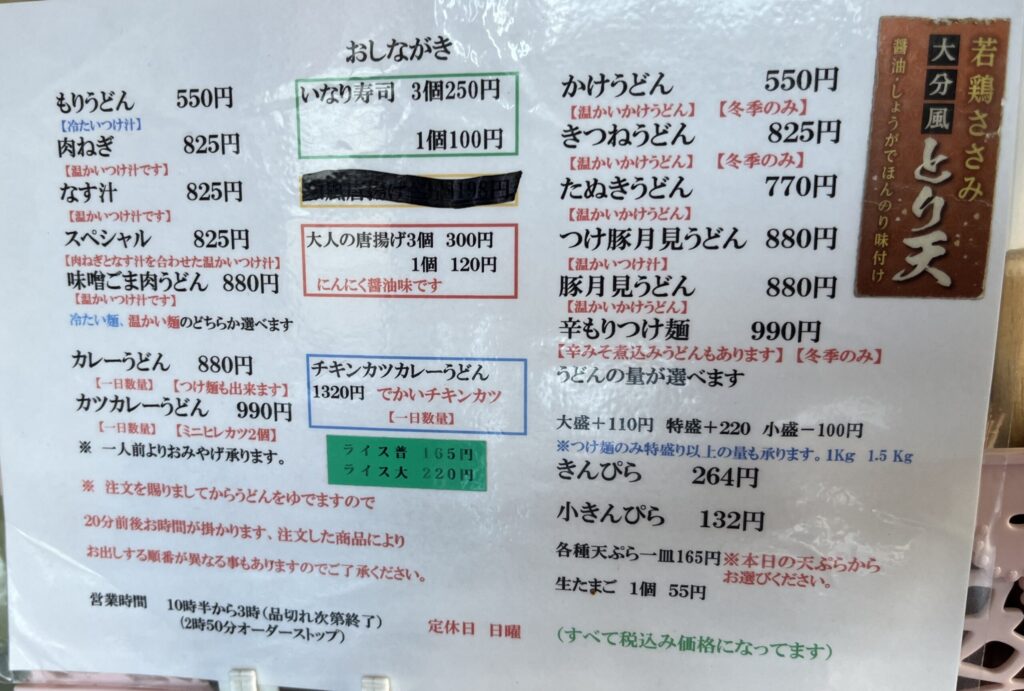 おしながき
もりうどん 550円
【冷たいつけ汁】
肉ねぎ 825円
【温かいつけ汁です】
なす汁 825円
【温かいつけ汁です】
スペシャル 825円
【肉ねぎとなす汁を合わせた温かいつけ汁】
味噌ごま肉うどん 880円
【温かいつけ汁です】
冷たい麺、温かい麺のどちらか選べます
カレーうどん 880円
【一日数量】 【つけ麺も出来ます】
カツカレーうどん 990円
【一日数量】 【ミニヒレカツ2個】
※ 一人前よりおみやげ承ります。
いなり寿司 3個250円
1個100円
198円
大人の唐揚げ3個 300円
1個 120円
にんにく醤油味です
チキンカツカレーうどん
1320円 でかいチキンカツ
【一日数量】
ライス普 165円
ライス大 220円
※ 注文を賜りましてからうどんをゆでますので
20分前後お時間が掛かります、注文した商品により
お出しする順番が異なる事もありますのでご了承ください。
営業時間 10時半から3時(品切れ次第終了)
(2時50分オーダーストップ)
定休日 日曜
かけうどん 550円
【温かいかけうどん】 【冬季のみ】
きつねうどん 825円
【温かいかけうどん】 【冬季のみ】
たぬきうどん 770円
【温かいかけうどん】
つけ豚月見うどん 880円
【温かいつけ汁】
豚月見うどん 880円
【温かいかけうどん】
辛もりつけ麺 990円
【辛みそ煮込みうどんもあります】【冬季のみ】
うどんの量が選べます
大盛+110円 特盛+220 小盛-100円
※つけ麺のみ特盛り以上の量も承ります。1Kg 1.5 Kg
きんぴら 264円
小きんぴら 132円
各種天ぷら一皿165円 ※本日の天ぷらから
お選びください。
生たまご 1個 55円
(すべて税込み価格になってます)
若鶏ささみ
大分風
とり天
醤油・しょうがでほんのり味付け